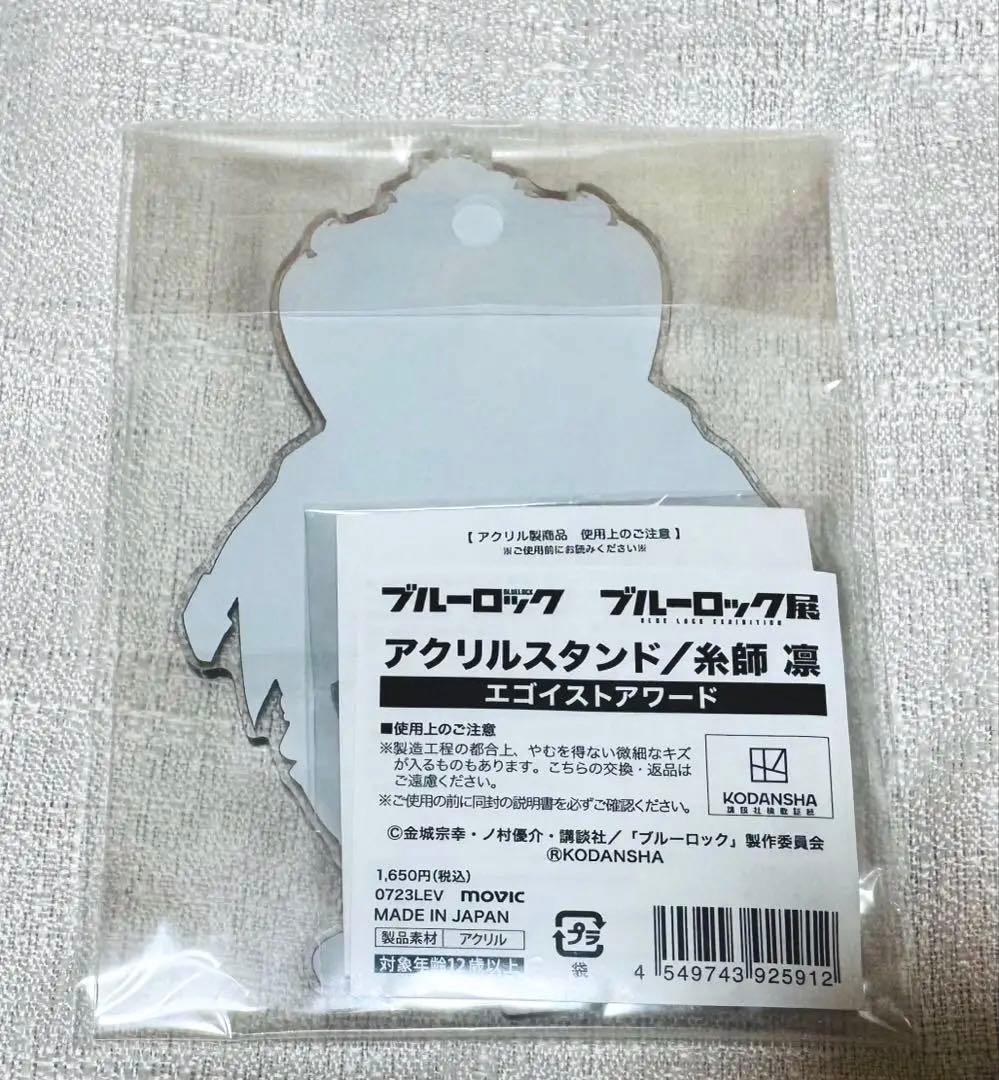 【 アクリル製商品　使用上のご注意 】
※ご使用前にお読みください※
ブルーロック BLUELOCK ブルーロック展
BLUE LOCK EXHIBITION
アクリルスタンド/糸師 凛
エゴイストアワード
■使用上のご注意
※製造工程の都合上、やむを得ない微細なキズ
が入るものもあります。こちらの交換・返品は
ご遠慮ください。
※ご使用の前に同封の説明書を必ずご確認ください。
KODANSHA
講談社検数証紙
©金城宗幸・ノ村優介・講談社/「ブルーロック」製作委員会
ⓇKODANSHA
1,650円(税込)
0723LEV movic
MADE IN JAPAN
製品素材 アクリル
対象年齢12歳以上
プラ
袋
4 549743 925912